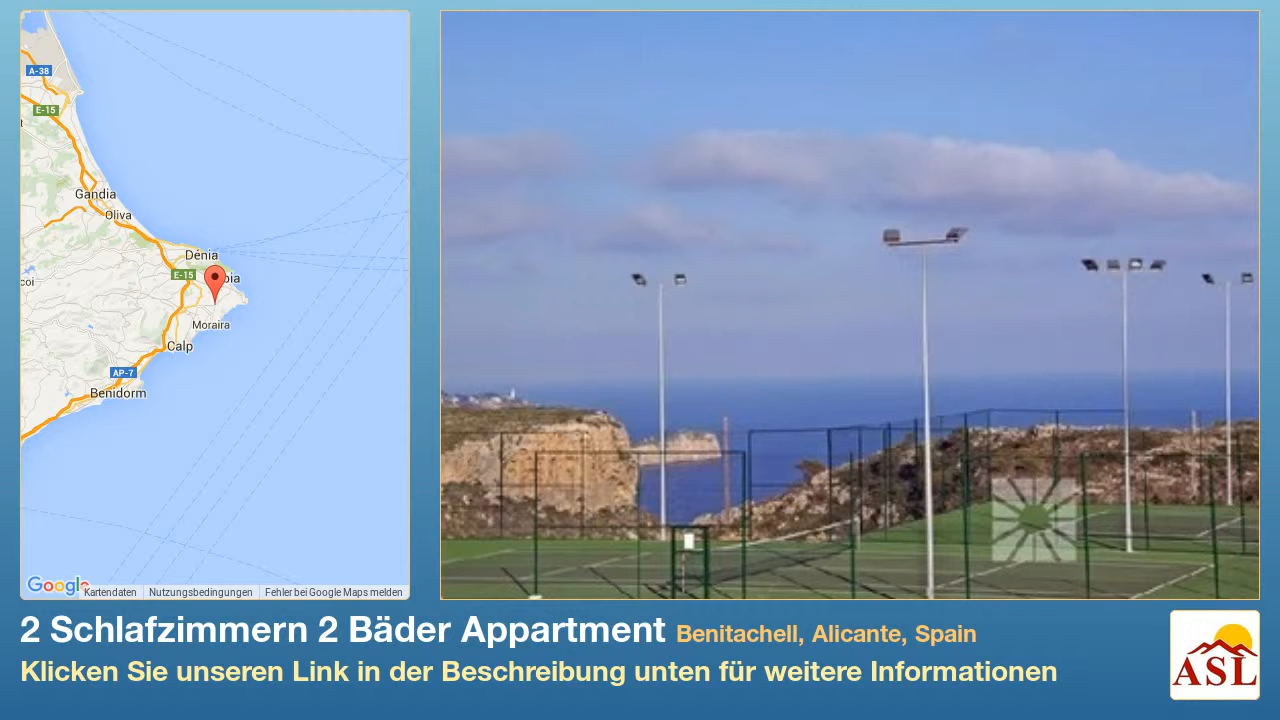 A-38
E-15
t
Gandia
Oliva
Dénia
E-15
bia
coi
Moraira
Calp
AP-7
Benidorm
Google
Kartendaten Nutzungsbedingungen Fehler bei Google Maps melden
2 Schlafzimmern 2 Bäder Appartment Benitachell, Alicante, Spain
Klicken Sie unseren Link in der Beschreibung unten für weitere Informationen
ASL